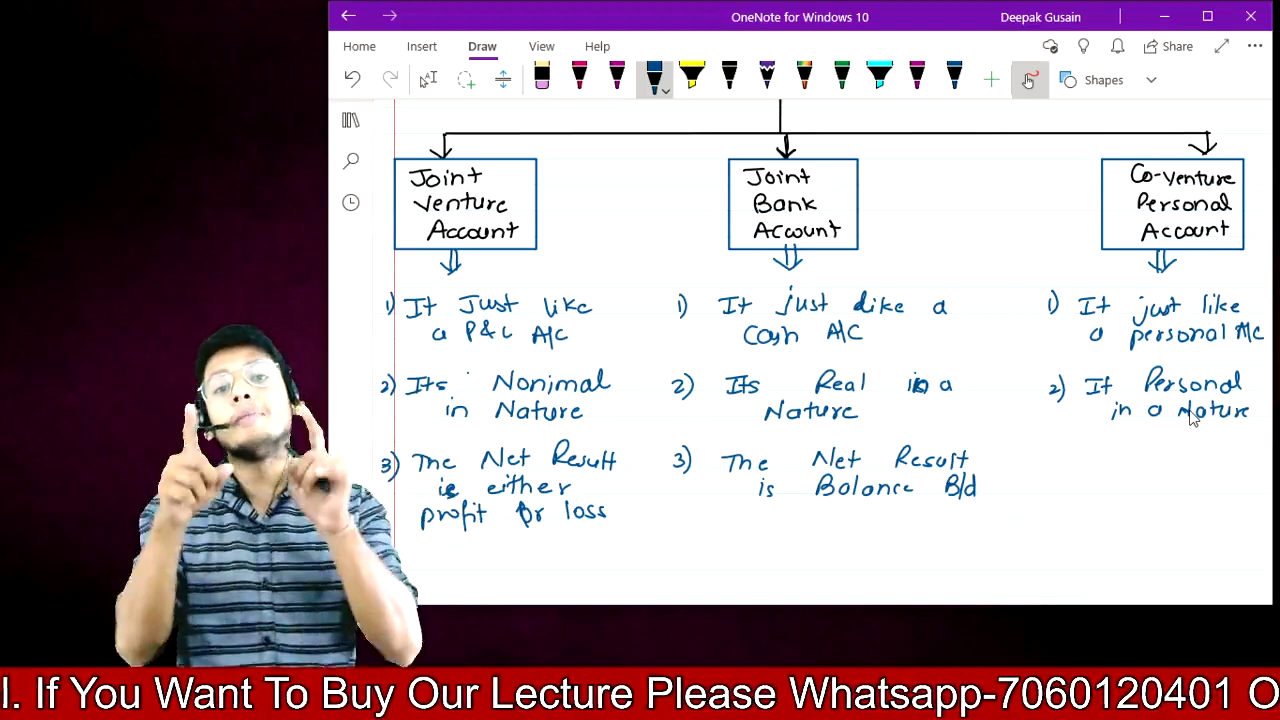 OneNote for Windows 10
Deepak Gusain
Home
Insert
Draw
View
Help
Share
Shapes
Joint
Venture
Account
1) It Just like
a P&L A/c
2) Its Nonimal
in Nature
3) The Net Result
is either
profit or loss
Joint
Bank
Account
1) It just like a
Cash A/C
2) Its Real in a
Nature
3) The Net Result
is Balance B/d
Co-venture
Personal
Account
1) It just like
a personal A/c
2) It Personal
in a Nature
I. If You Want To Buy Our Lecture Please Whatsapp-7060120401 O